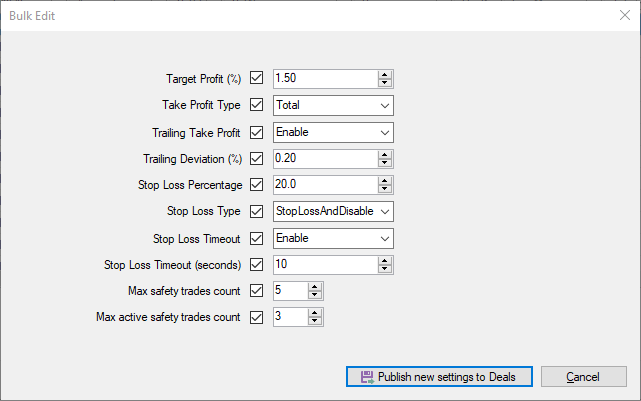 Bulk Edit
Target Profit (%) 1.50
Take Profit Type Total
Trailing Take Profit Enable
Trailing Deviation (%) 0.20
Stop Loss Percentage 20.0
Stop Loss Type StopLossAndDisable
Stop Loss Timeout Enable
Stop Loss Timeout (seconds) 10
Max safety trades count 5
Max active safety trades count 3
Publish new settings to Deals Cancel